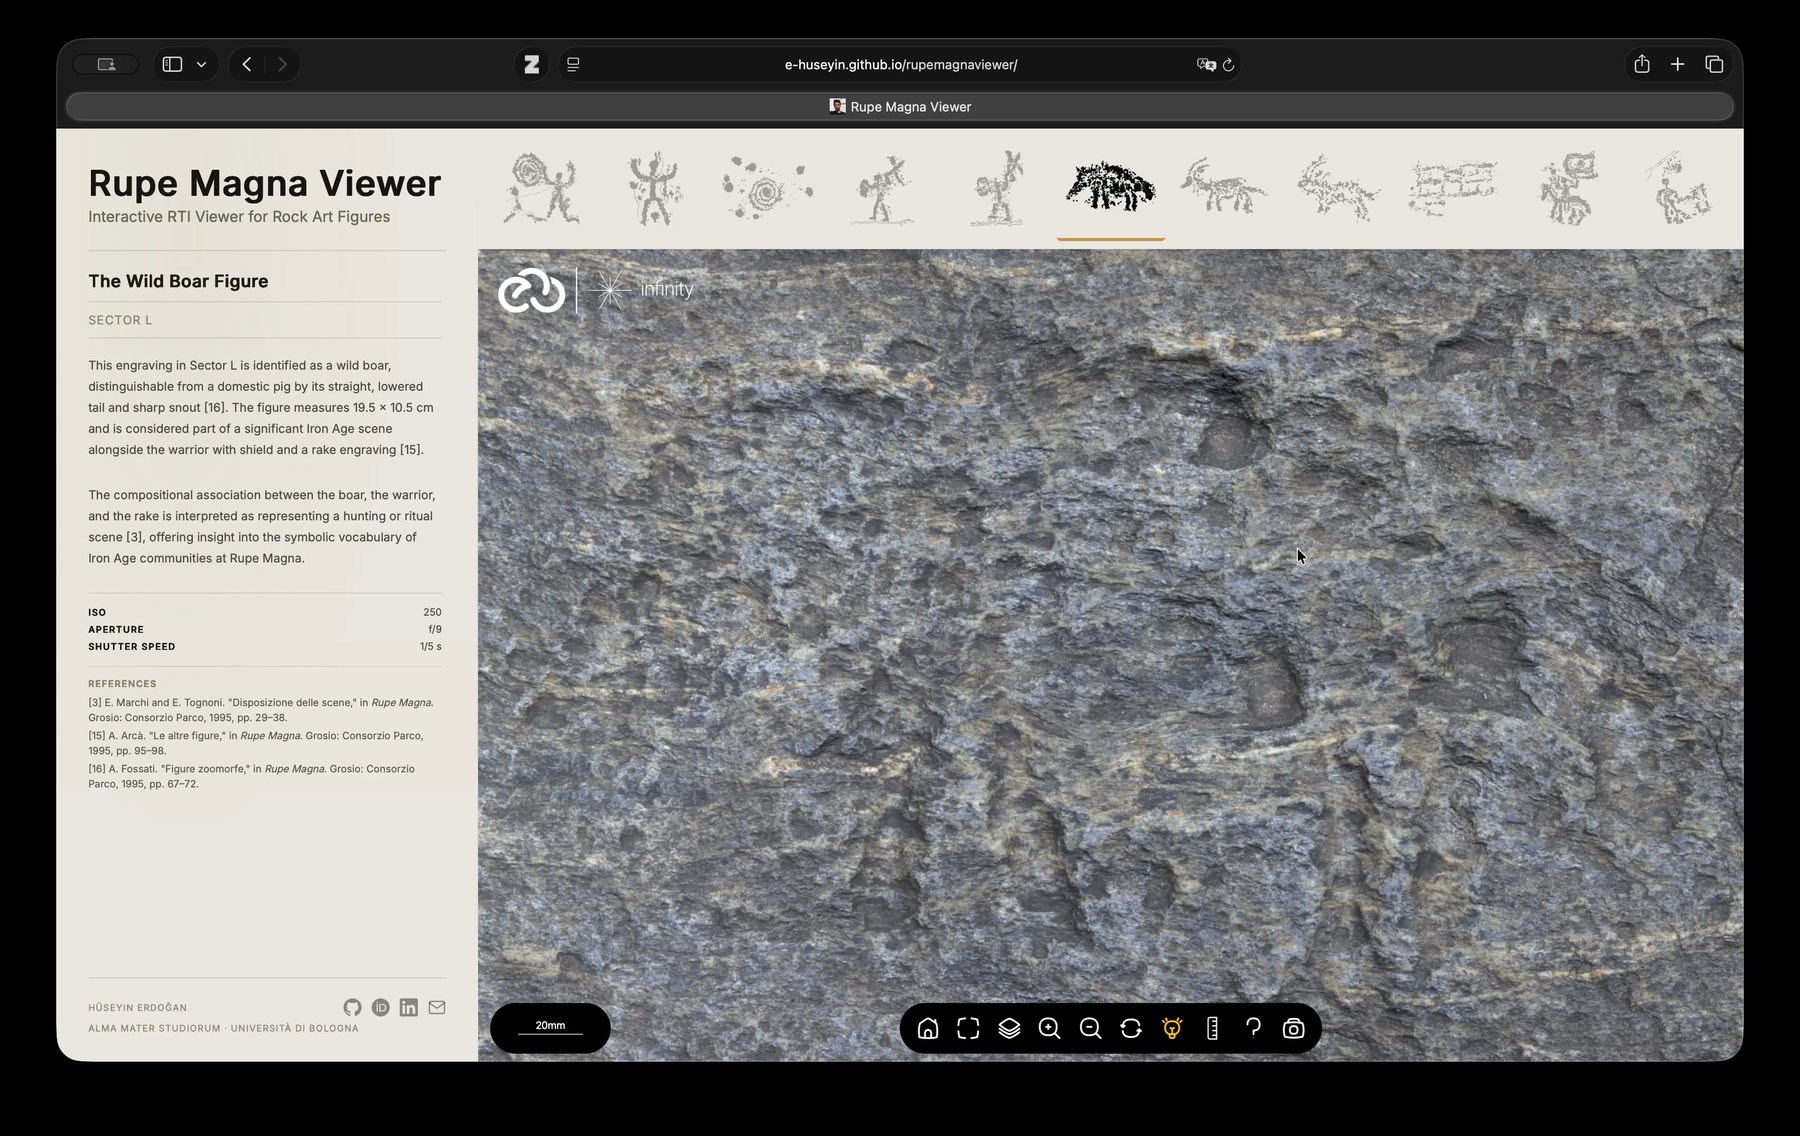 e-huseyin.github.io/rupemagnaviewer/
Rupe Magna Viewer
Rupe Magna Viewer
Interactive RTI Viewer for Rock Art Figures
The Wild Boar Figure
SECTOR L
This engraving in Sector L is identified as a wild boar,
distinguishable from a domestic pig by its straight, lowered
tail and sharp snout [16]. The figure measures 19.5 × 10.5 cm
and is considered part of a significant Iron Age scene
alongside the warrior with shield and a rake engraving [15].
The compositional association between the boar, the warrior,
and the rake is interpreted as representing a hunting or ritual
scene [3], offering insight into the symbolic vocabulary of
Iron Age communities at Rupe Magna.
ISO 250
APERTURE f/9
SHUTTER SPEED 1/5 s
REFERENCES
[3] E. Marchi and E. Tognoni. "Disposizione delle scene," in Rupe Magna.
Grosio: Consorzio Parco, 1995, pp. 29–38.
[15] A. Arcà. "Le altre figure," in Rupe Magna. Grosio: Consorzio Parco,
1995, pp. 95–98.
[16] A. Fossati. "Figure zoomorfe," in Rupe Magna. Grosio: Consorzio
Parco, 1995, pp. 67–72.
HÜSEYIN ERDOĞAN
ALMA MATER STUDIORUM · UNIVERSITÀ DI BOLOGNA
infinity
20mm